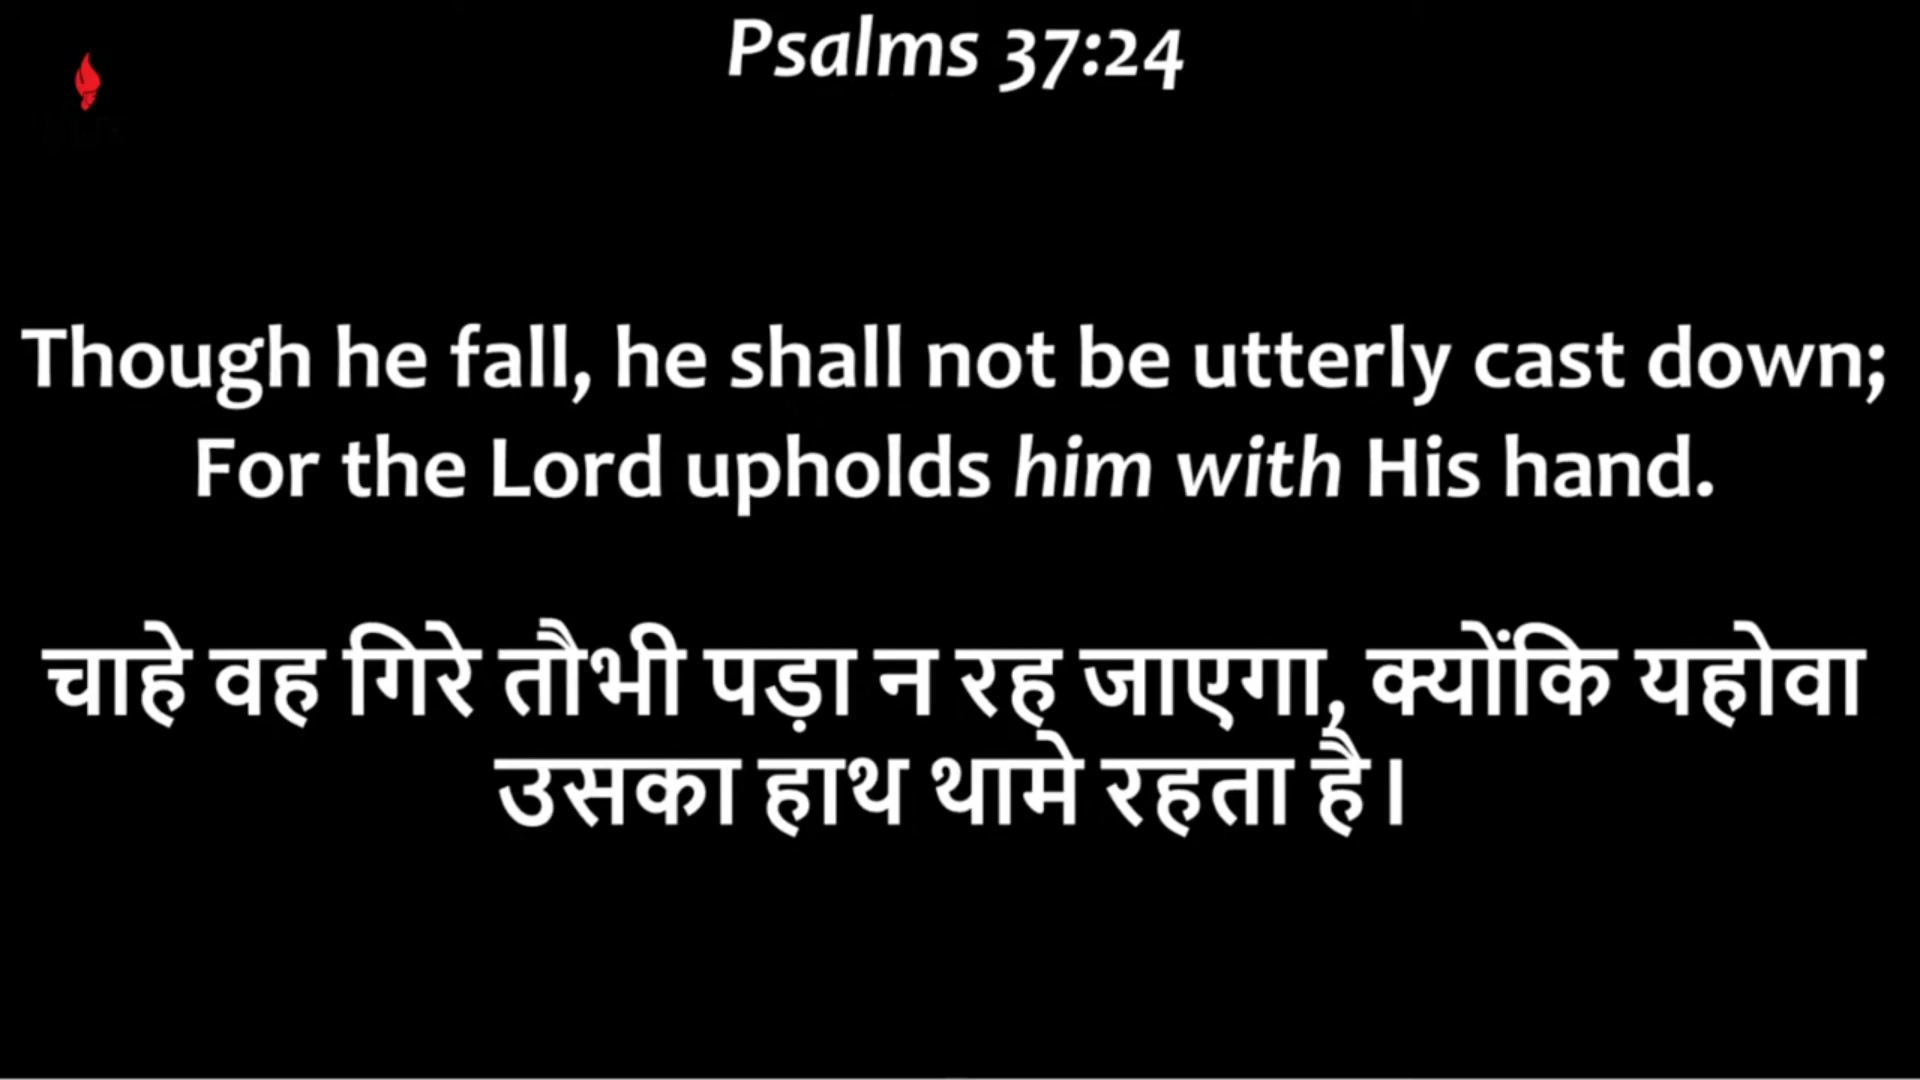 Psalms 37:24
Though he fall, he shall not be utterly cast down;
For the Lord upholds him with His hand.
चाहे वह गिरे तौभी पड़ा न रह जाएगा, क्योंकि यहोवा
उसका हाथ थामे रहता है।